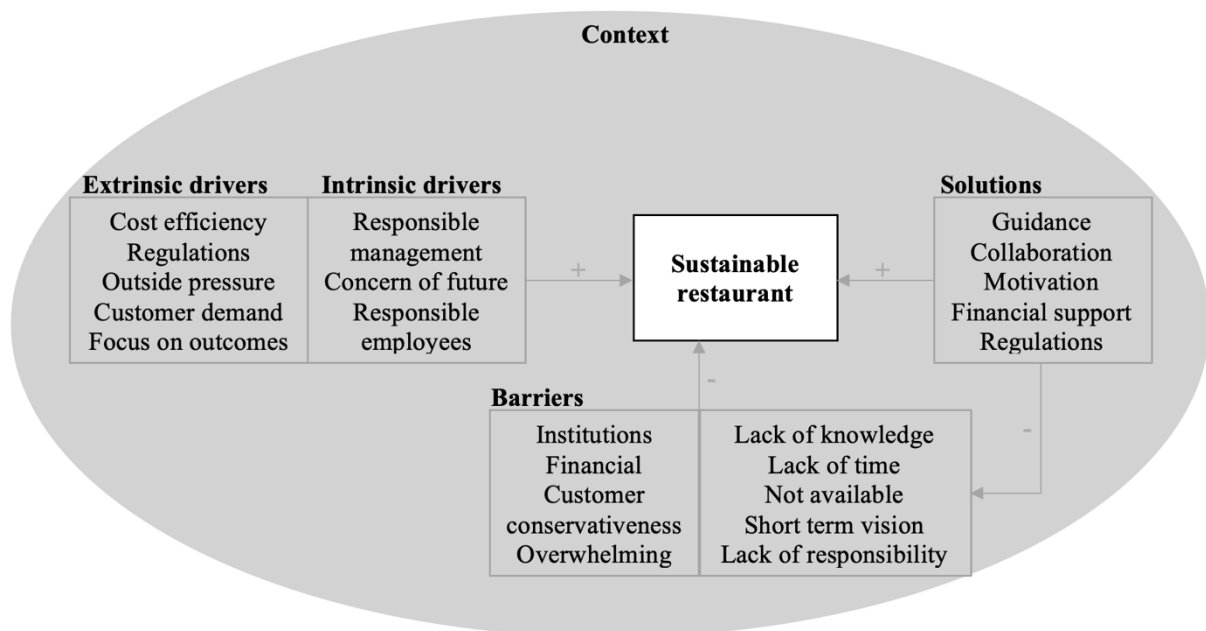 Context
Extrinsic drivers
Cost efficiency
Regulations
Outside pressure
Customer demand
Focus on outcomes
Intrinsic drivers
Responsible
management
Concern of future
Responsible
employees
+
Sustainable
restaurant
+
Solutions
Guidance
Collaboration
Motivation
Financial support
Regulations
-
-
Barriers
Institutions
Financial
Customer
conservativeness
Overwhelming
Lack of knowledge
Lack of time
Not available
Short term vision
Lack of responsibility